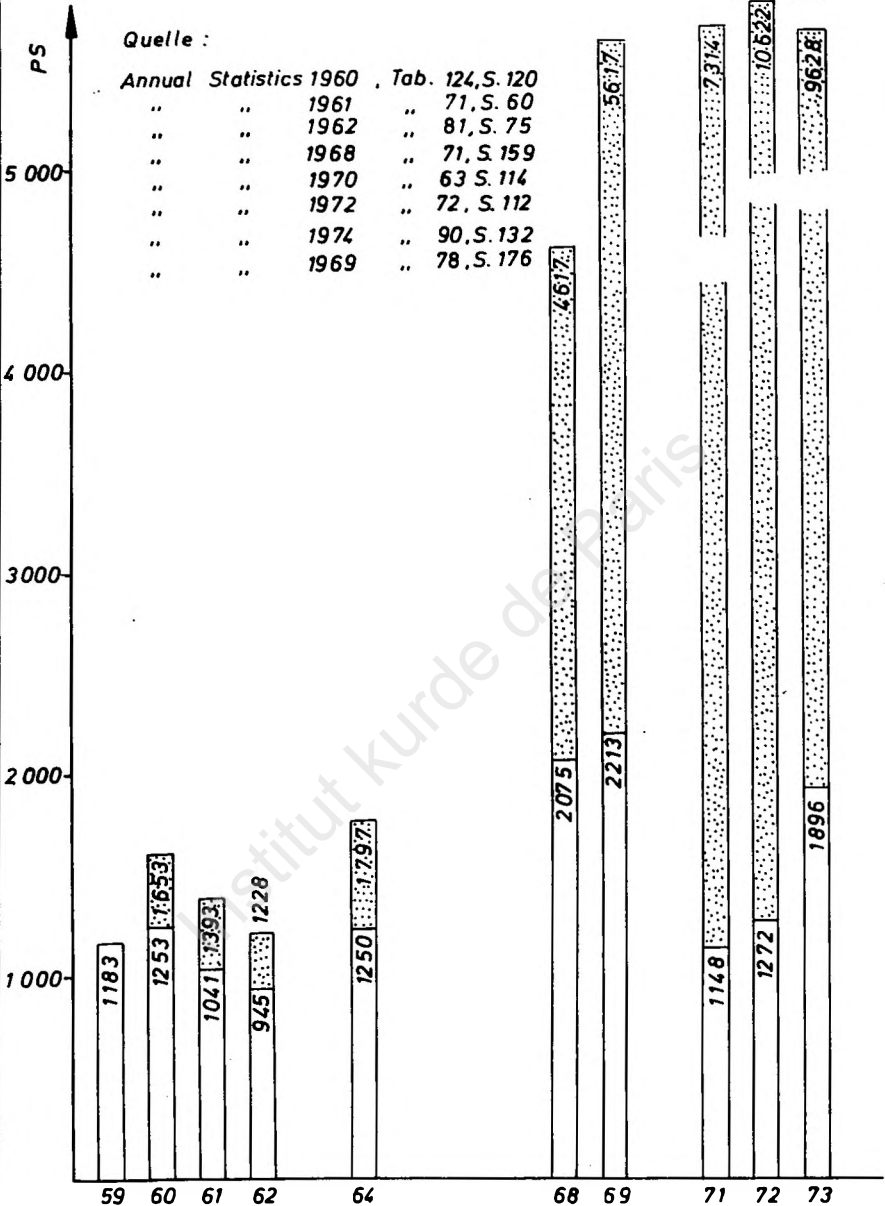 PS
Quelle :
Annual Statistics 1960 , Tab. 124, S. 120
,, ,, 1961 ,, 71, S. 60
,, ,, 1962 ,, 81, S. 75
,, ,, 1968 ,, 71, S. 159
,, ,, 1970 ,, 63 S. 114
,, ,, 1972 ,, 72, S. 112
,, ,, 1974 ,, 90, S. 132
,, ,, 1969 ,, 78, S. 176
5 000
4 000
3000
2 000
1 000
1183
1653
1253
1393
1041
1228
945
1797
1250
4617
2075
5617
2213
7314
1148
10622
1272
9628
1896
59 60 61 62 64 68 69 71 72 73
Institut kurde de Paris